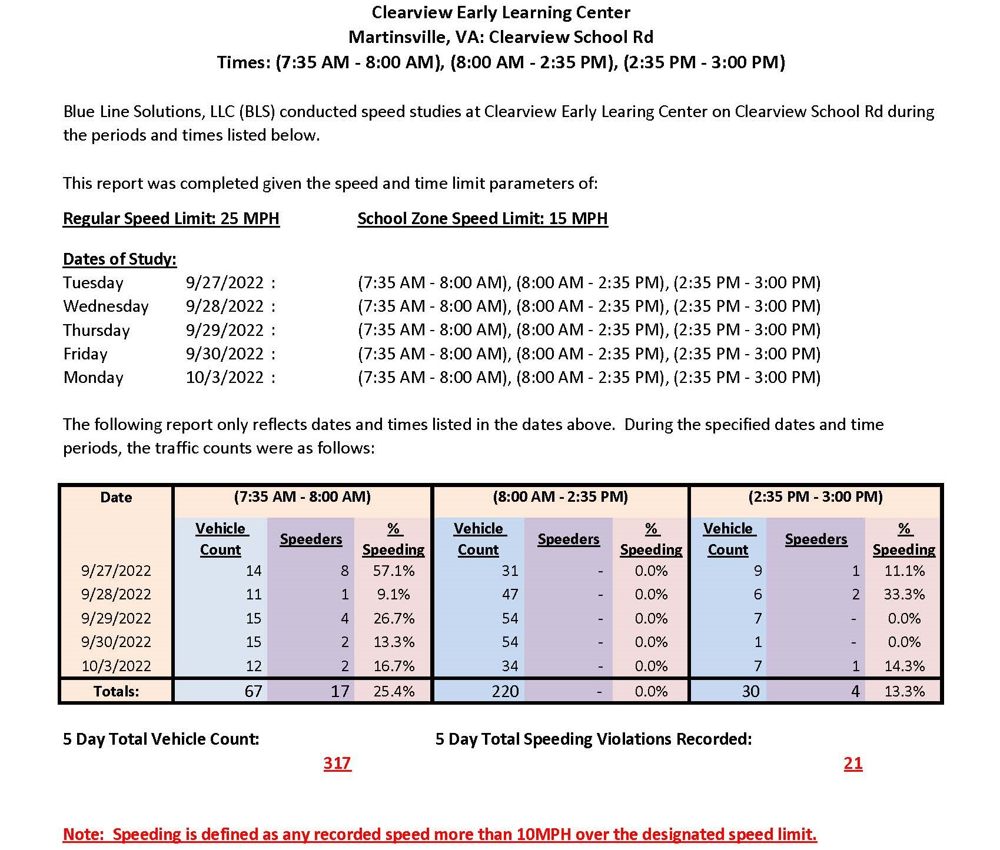 Clearview Early Learning Center
Martinsville, VA: Clearview School Rd
Times: (7:35 AM - 8:00 AM), (8:00 AM - 2:35 PM), (2:35 PM - 3:00 PM)
Blue Line Solutions, LLC (BLS) conducted speed studies at Clearview Early Learing Center on Clearview School Rd during
the periods and times listed below.
This report was completed given the speed and time limit parameters of:
Regular Speed Limit: 25 MPH School Zone Speed Limit: 15 MPH
Dates of Study:
Tuesday 9/27/2022 : (7:35 AM - 8:00 AM), (8:00 AM - 2:35 PM), (2:35 PM - 3:00 PM)
Wednesday 9/28/2022 : (7:35 AM - 8:00 AM), (8:00 AM - 2:35 PM), (2:35 PM - 3:00 PM)
Thursday 9/29/2022 : (7:35 AM - 8:00 AM), (8:00 AM - 2:35 PM), (2:35 PM - 3:00 PM)
Friday 9/30/2022 : (7:35 AM - 8:00 AM), (8:00 AM - 2:35 PM), (2:35 PM - 3:00 PM)
Monday 10/3/2022 : (7:35 AM - 8:00 AM), (8:00 AM - 2:35 PM), (2:35 PM - 3:00 PM)
The following report only reflects dates and times listed in the dates above. During the specified dates and time
periods, the traffic counts were as follows:
Date (7:35 AM - 8:00 AM) (8:00 AM - 2:35 PM) (2:35 PM - 3:00 PM)
Vehicle Count Speeders % Speeding Vehicle Count Speeders % Speeding Vehicle Count Speeders % Speeding
9/27/2022 14 8 57.1% 31 - 0.0% 9 1 11.1%
9/28/2022 11 1 9.1% 47 - 0.0% 6 2 33.3%
9/29/2022 15 4 26.7% 54 - 0.0% 7 - 0.0%
9/30/2022 15 2 13.3% 54 - 0.0% 1 - 0.0%
10/3/2022 12 2 16.7% 34 - 0.0% 7 1 14.3%
Totals: 67 17 25.4% 220 - 0.0% 30 4 13.3%
5 Day Total Vehicle Count: 5 Day Total Speeding Violations Recorded:
317 21
Note: Speeding is defined as any recorded speed more than 10MPH over the designated speed limit.